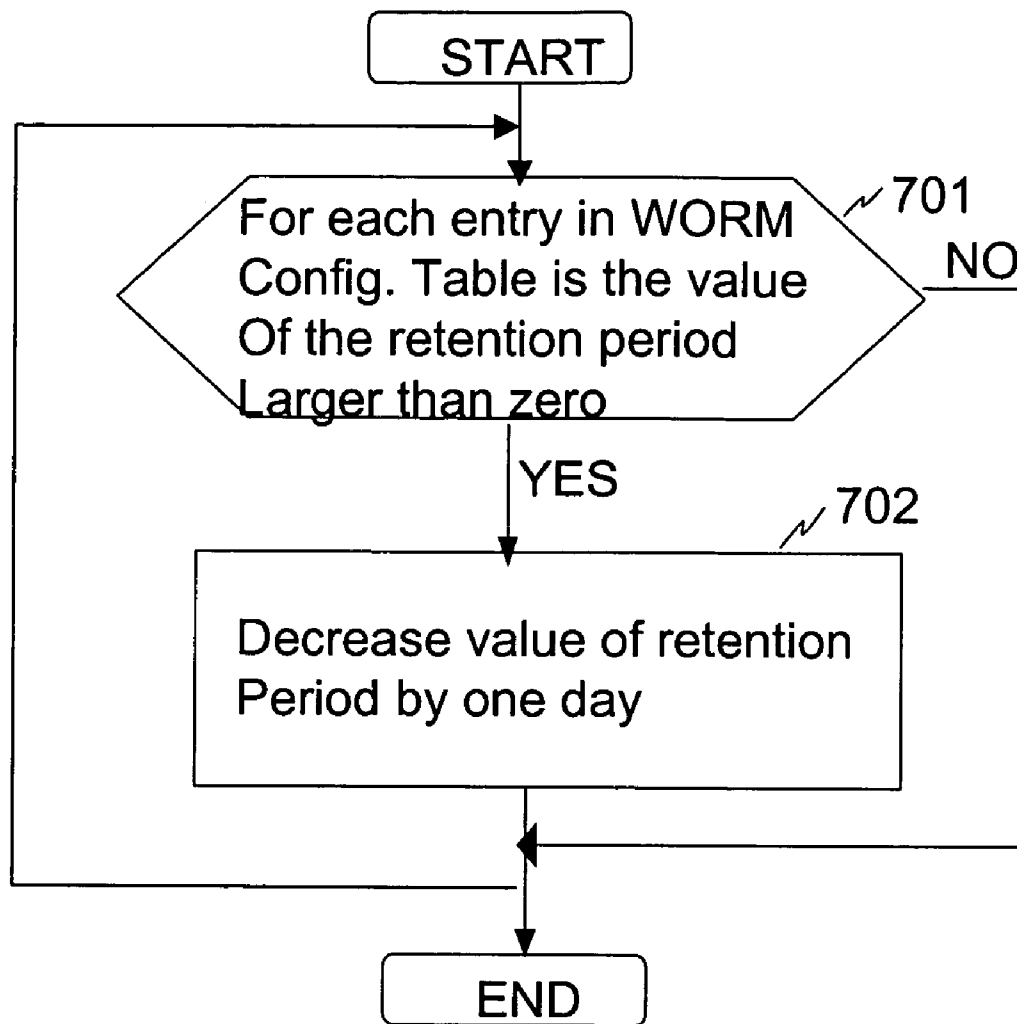 START
701
For each entry in WORM
Config. Table is the value
Of the retention period
Larger than zero
NO
YES
702
Decrease value of retention
Period by one day
END